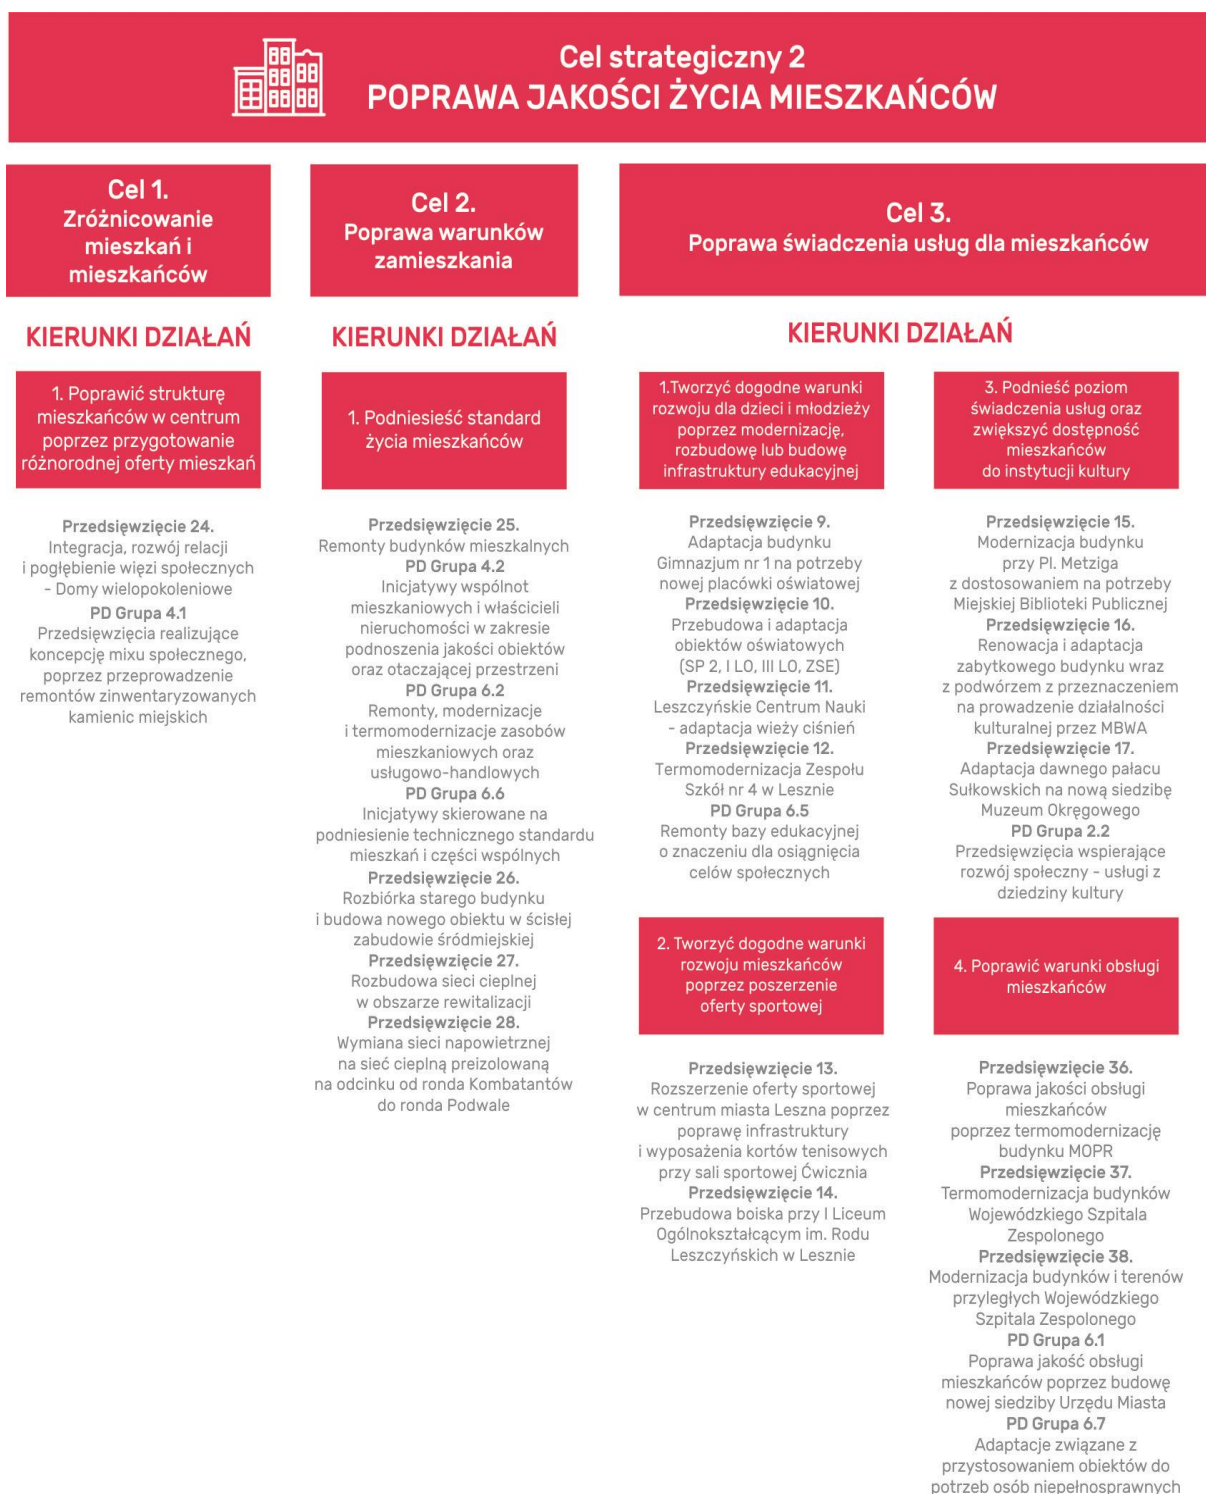 Cel strategiczny 2
POPRAWA JAKOŚCI ŻYCIA MIESZKAŃCÓW
Cel 1.
Zróżnicowanie
mieszkań i
mieszkańców
KIERUNKI DZIAŁAŃ
1. Poprawić strukturę
mieszkańców w centrum
poprzez przygotowanie
różnorodnej oferty mieszkań
Przedsięwzięcie 24.
Integracja, rozwój relacji
i pogłębienie więzi społecznych
- Domy wielopokoleniowe
PD Grupa 4.1
Przedsięwzięcia realizujące
koncepcję mixu społecznego,
poprzez przeprowadzenie
remontów zinwentaryzowanych
kamienic miejskich
Cel 2.
Poprawa warunków
zamieszkania
KIERUNKI DZIAŁAŃ
1. Podniesieść standard
życia mieszkańców
Przedsięwzięcie 25.
Remonty budynków mieszkalnych
PD Grupa 4.2
Inicjatywy wspólnot
mieszkaniowych i właścicieli
nieruchomości w zakresie
podnoszenia jakości obiektów
oraz otaczającej przestrzeni
PD Grupa 6.2
Remonty, modernizacje
i termomodernizacje zasobów
mieszkaniowych oraz
usługowo-handlowych
PD Grupa 6.6
Inicjatywy skierowane na
podniesienie technicznego standardu
mieszkań i części wspólnych
Przedsięwzięcie 26.
Rozbiórka starego budynku
i budowa nowego obiektu w ścisłej
zabudowie śródmiejskiej
Przedsięwzięcie 27.
Rozbudowa sieci cieplnej
w obszarze rewitalizacji
Przedsięwzięcie 28.
Wymiana sieci napowietrznej
na sieć cieplną preizolowaną
na odcinku od ronda Kombatantów
do ronda Podwale
Cel 3.
Poprawa świadczenia usług dla mieszkańców
KIERUNKI DZIAŁAŃ
1.Tworzyć dogodne warunki
rozwoju dla dzieci i młodzieży
poprzez modernizację,
rozbudowę lub budowę
infrastruktury edukacyjnej
Przedsięwzięcie 9.
Adaptacja budynku
Gimnazjum nr 1 na potrzeby
nowej placówki oświatowej
Przedsięwzięcie 10.
Przebudowa i adaptacja
obiektów oświatowych
(SP 2, I LO, III LO, ZSE)
Przedsięwzięcie 11.
Leszczyńskie Centrum Nauki
- adaptacja wieży ciśnień
Przedsięwzięcie 12.
Termomodernizacja Zespołu
Szkół nr 4 w Lesznie
PD Grupa 6.5
Remonty bazy edukacyjnej
o znaczeniu dla osiągnięcia
celów społecznych
2. Tworzyć dogodne warunki
rozwoju mieszkańców
poprzez poszerzenie
oferty sportowej
Przedsięwzięcie 13.
Rozszerzenie oferty sportowej
w centrum miasta Leszna poprzez
poprawę infrastruktury
i wyposażenia kortów tenisowych
przy sali sportowej Ćwicznia
Przedsięwzięcie 14.
Przebudowa boiska przy I Liceum
Ogólnokształcącym im. Rodu
Leszczyńskich w Lesznie
3. Podnieść poziom
świadczenia usług oraz
zwiększyć dostępność
mieszkańców
do instytucji kultury
Przedsięwzięcie 15.
Modernizacja budynku
przy Pl. Metziga
z dostosowaniem na potrzeby
Miejskiej Biblioteki Publicznej
Przedsięwzięcie 16.
Renowacja i adaptacja
zabytkowego budynku wraz
z podwórzem z przeznaczeniem
na prowadzenie działalności
kulturalnej przez MBWA
Przedsięwzięcie 17.
Adaptacja dawnego pałacu
Sułkowskich na nową siedzibę
Muzeum Okręgowego
PD Grupa 2.2
Przedsięwzięcia wspierające
rozwój społeczny - usługi z
dziedziny kultury
4. Poprawić warunki obsługi
mieszkańców
Przedsięwzięcie 36.
Poprawa jakości obsługi
mieszkańców
poprzez termomodernizację
budynku MOPR
Przedsięwzięcie 37.
Termomodernizacja budynków
Wojewódzkiego Szpitala
Zespolonego
Przedsięwzięcie 38.
Modernizacja budynków i terenów
przyległych Wojewódzkiego
Szpitala Zespolonego
PD Grupa 6.1
Poprawa jakość obsługi
mieszkańców poprzez budowę
nowej siedziby Urzędu Miasta
PD Grupa 6.7
Adaptacje związane z
przystosowaniem obiektów do
potrzeb osób niepełnosprawnych